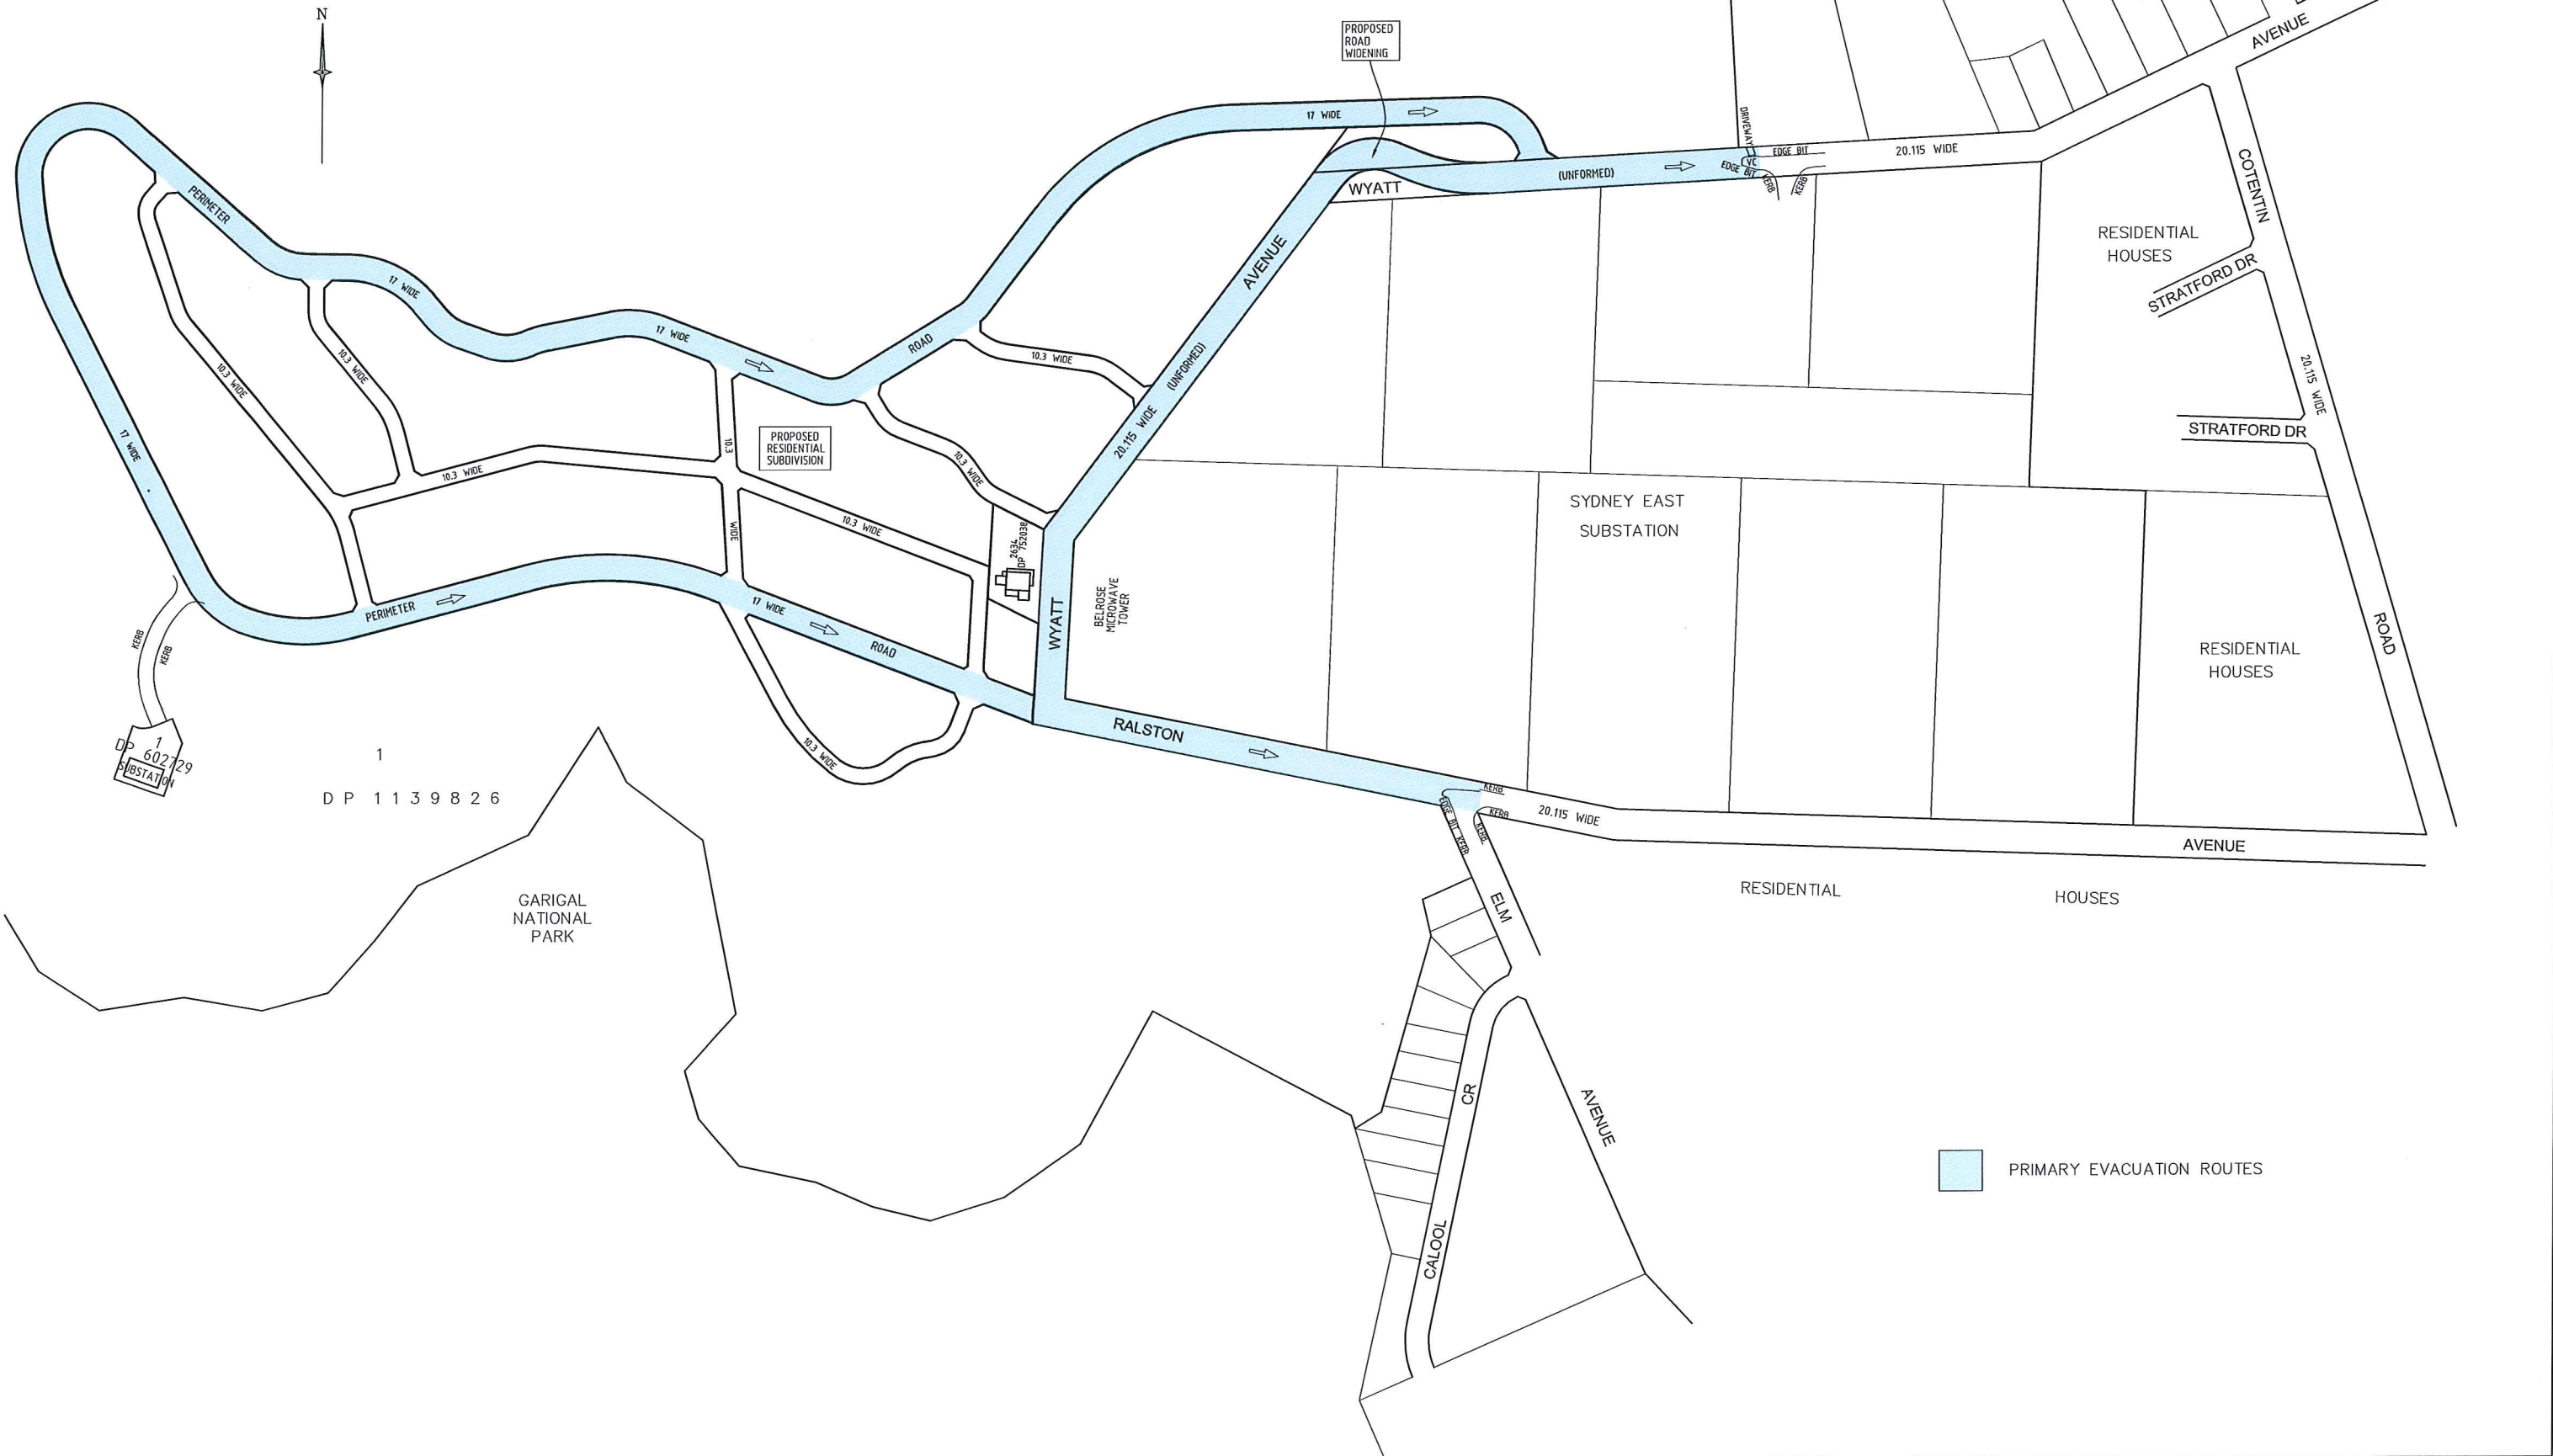 N
PROPOSED
ROAD
WIDENING
AVENUE
17 WIDE
DRIVEWAY
EDGE BIT
VC
EDGE BIT
KERB
KERB
20.115 WIDE
(UNFORMED)
WYATT
AVENUE
COTENTIN
PERIMETER
RESIDENTIAL
HOUSES
STRATFORD DR
17 WIDE
17 WIDE
ROAD
10.3 WIDE
(UNFORMED)
20.115 WIDE
10.3 WIDE
10.3 WIDE
20.115 WIDE
STRATFORD DR
17 WIDE
10.3
WIDE
PROPOSED
RESIDENTIAL
SUBDIVISION
10.3 WIDE
10.3 WIDE
10.3 WIDE
SYDNEY EAST
SUBSTATION
2634
DP 752038
BELROSE
MICROWAVE
TOWER
WYATT
PERIMETER
17 WIDE
ROAD
KERB
KERB
ROAD
RESIDENTIAL
HOUSES
RALSTON
10.3 WIDE
1
DP 602729
SUBSTATION
1
DP 1139826
KERB
KERB
EDGE BIT KERB
KERB
20.115 WIDE
AVENUE
RESIDENTIAL HOUSES
ELM
GARIGAL
NATIONAL
PARK
CR
AVENUE
CALOOL
PRIMARY EVACUATION ROUTES